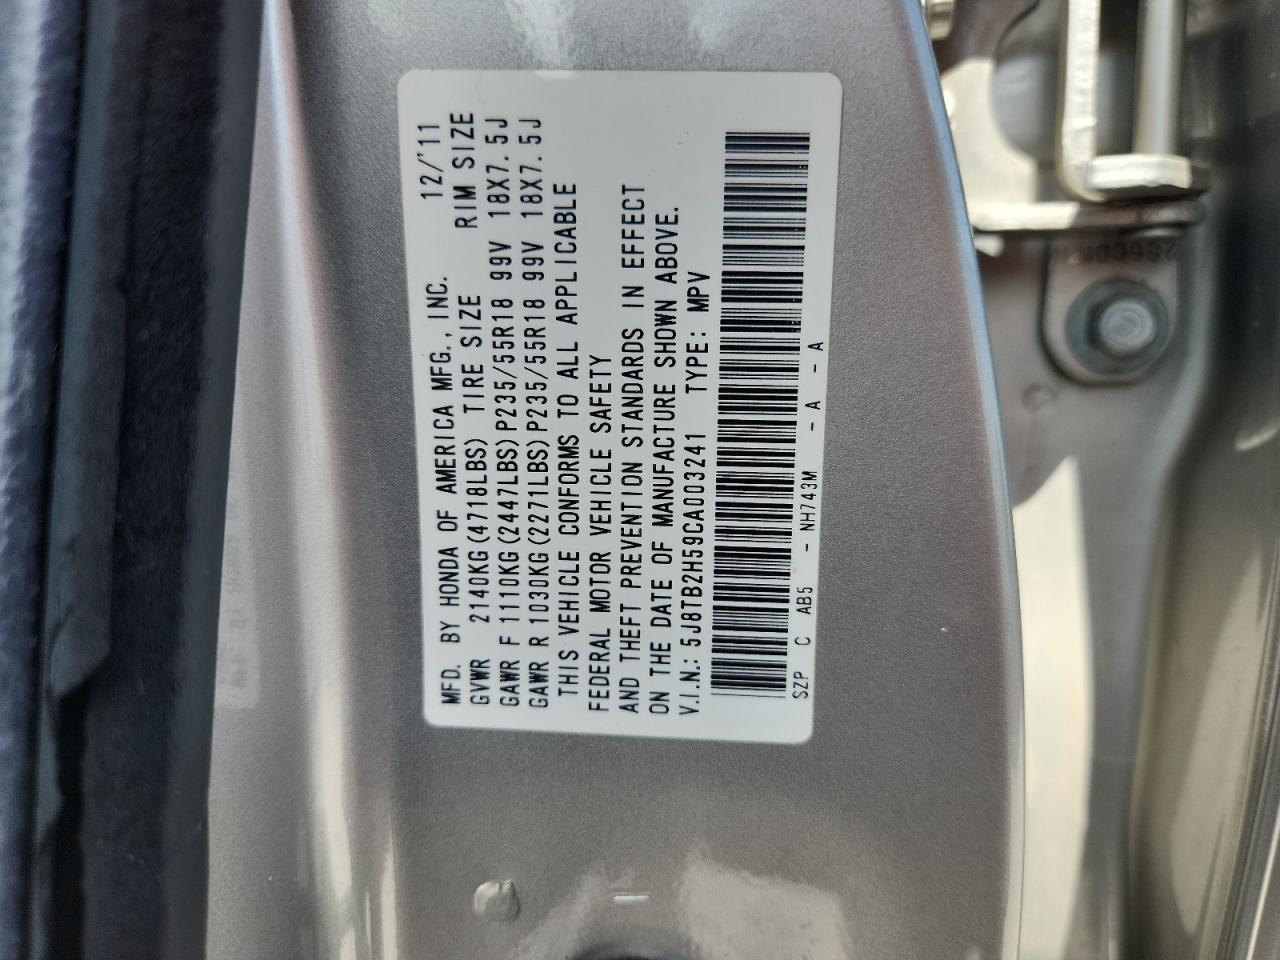 MFD. BY HONDA OF AMERICA MFG., INC. 12/'11
GVWR 2140KG(4718LBS) TIRE SIZE RIM SIZE
GAWR F 1110KG(2447LBS)P235/55R18 99V 18X7.5J
GAWR R 1030KG(2271LBS)P235/55R18 99V 18X7.5J
THIS VEHICLE CONFORMS TO ALL APPLICABLE
FEDERAL MOTOR VEHICLE SAFETY
AND THEFT PREVENTION STANDARDS IN EFFECT
ON THE DATE OF MANUFACTURE SHOWN ABOVE.
V.I.N.: 5J8TB2H59CA003241 TYPE: MPV
SZP C AB5 - NH743M - A - A